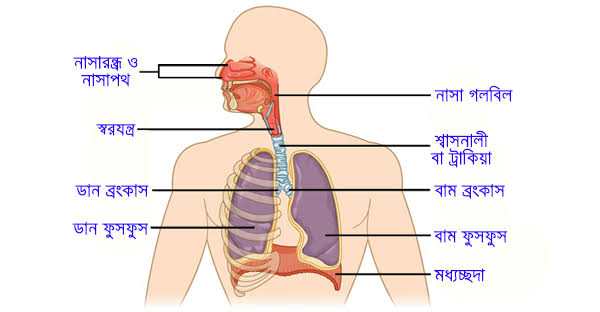 নাসারন্ধ্র ও
নাসাপথ
স্বরযন্ত্র
ডান ব্রংকাস
ডান ফুসফুস
নাসা গলবিল
শ্বাসনালী
বা ট্রাকিয়া
বাম ব্রংকাস
বাম ফুসফুস
মধ্যচ্ছদা